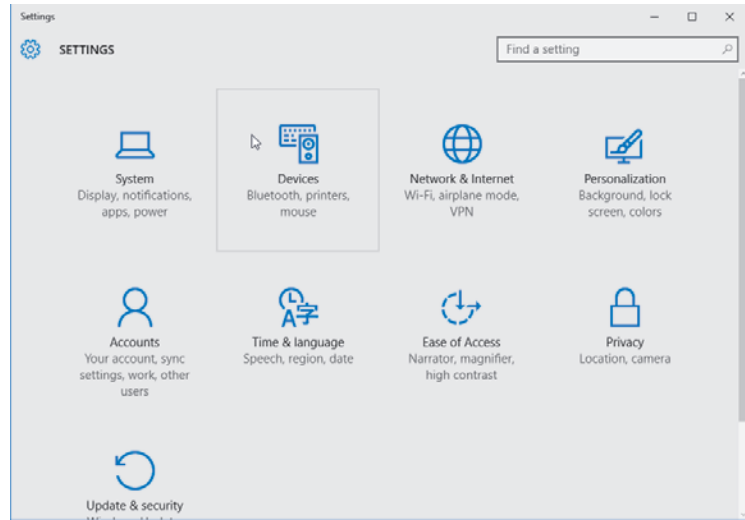 Settings
SETTINGS
Find a setting
System
Display, notifications,
apps, power
Devices
Bluetooth, printers,
mouse
Network & Internet
Wi-Fi, airplane mode,
VPN
Personalization
Background, lock
screen, colors
Accounts
Your account, sync
settings, work, other
users
Time & language
Speech, region, date
Ease of Access
Narrator, magnifier,
high contrast
Privacy
Location, camera
Update & security